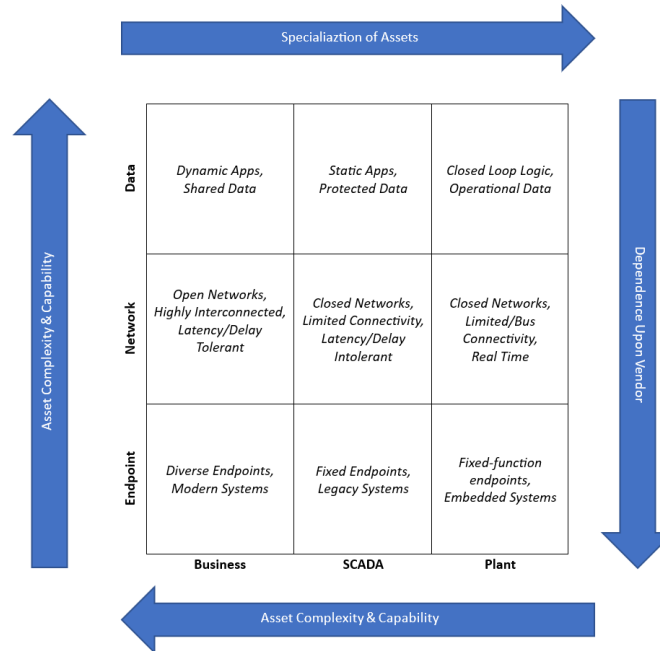 Specialiaztion of Assets
Asset Complexity & Capability
Dependence Upon Vendor
Data
Dynamic Apps,
Shared Data
Static Apps,
Protected Data
Closed Loop Logic,
Operational Data
Network
Open Networks,
Highly Interconnected,
Latency/Delay
Tolerant
Closed Networks,
Limited Connectivity,
Latency/Delay
Intolerant
Closed Networks,
Limited/Bus
Connectivity,
Real Time
Endpoint
Diverse Endpoints,
Modern Systems
Fixed Endpoints,
Legacy Systems
Fixed-function
endpoints,
Embedded Systems
Business
SCADA
Plant
Asset Complexity & Capability